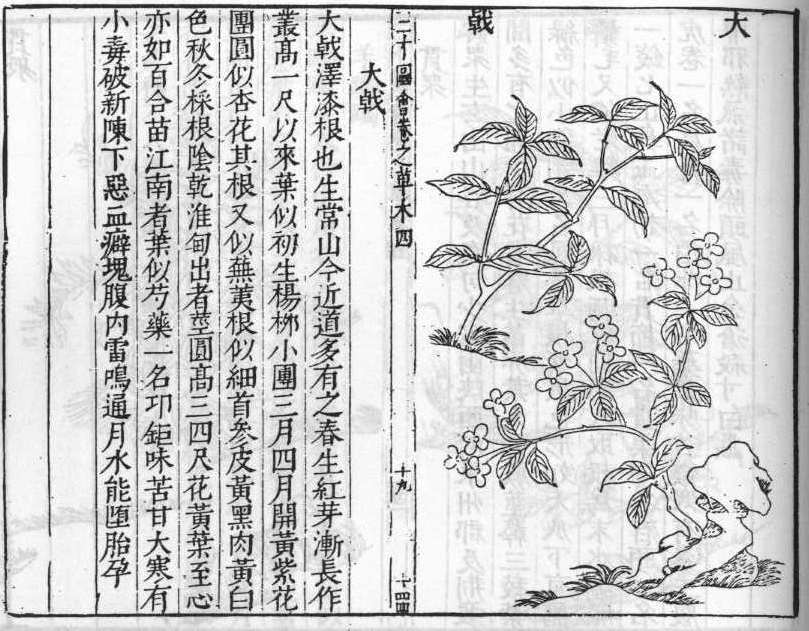 大戟
三才圖會卷之草木四
十九
大戟
大戟澤漆根也生常山今近道多有之春生紅芽漸長作
叢高一尺以來葉似初生楊柳小團三月四月開黃紫花
團圓似杏花其根又似蕪荑根似細首參皮黃黑肉黃白
色秋冬採根陰乾淮甸出者莖圓高三四尺花黃葉至心
亦如百合苗江南者葉似芍藥一名卭鉅味苦甘大寒有
小毒破新陳下惡血癖塊腹內雷鳴通月水能墮胎孕